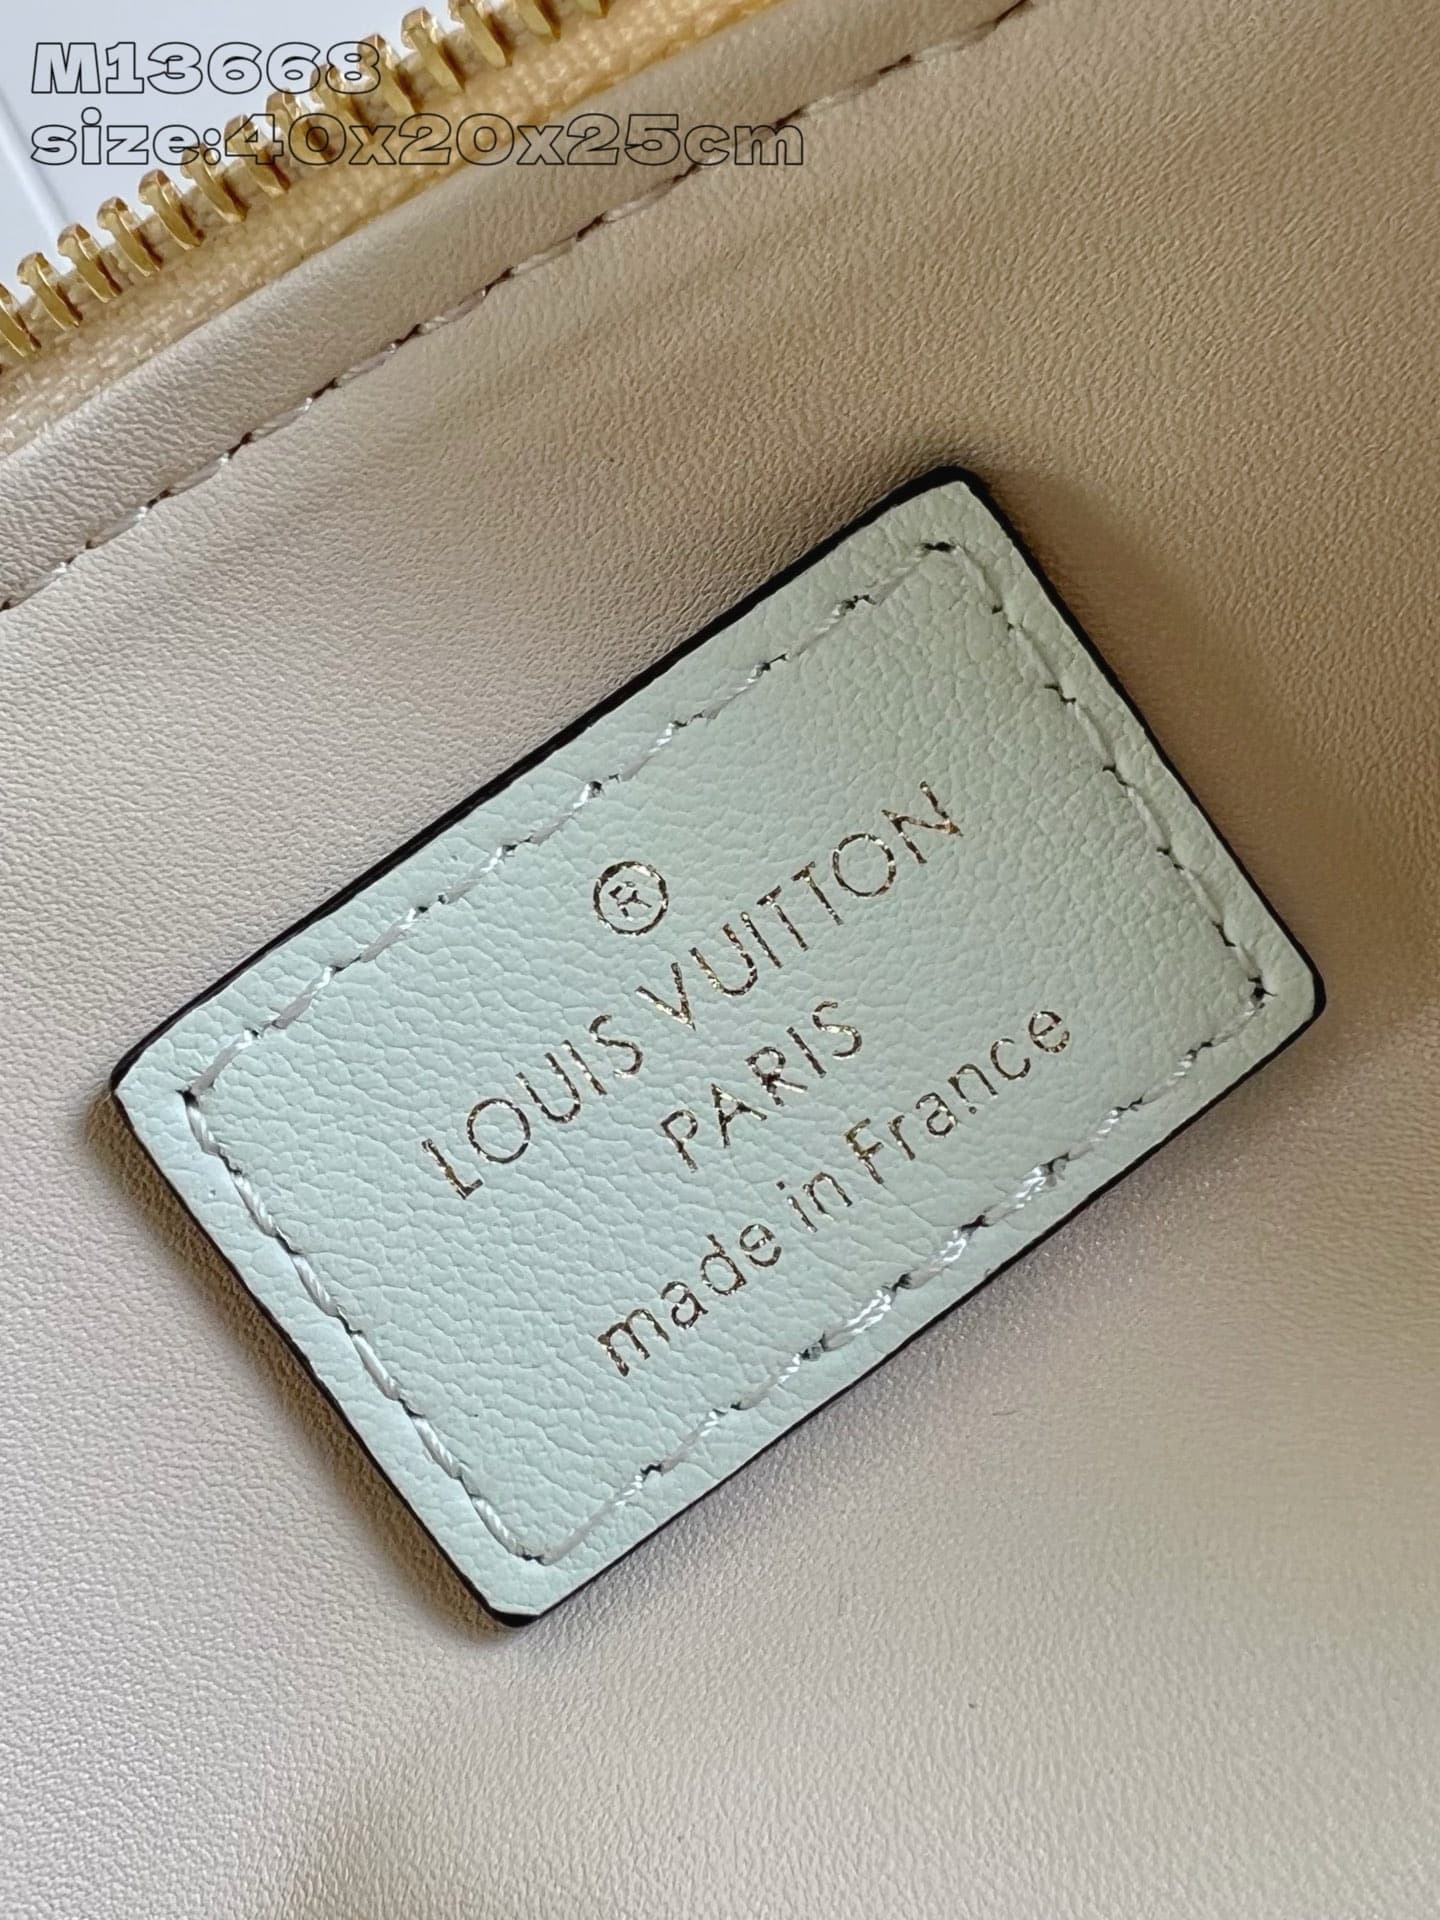 M13668
size:40x20x25cm
®
LOUIS VUITTON
PARIS
made in France